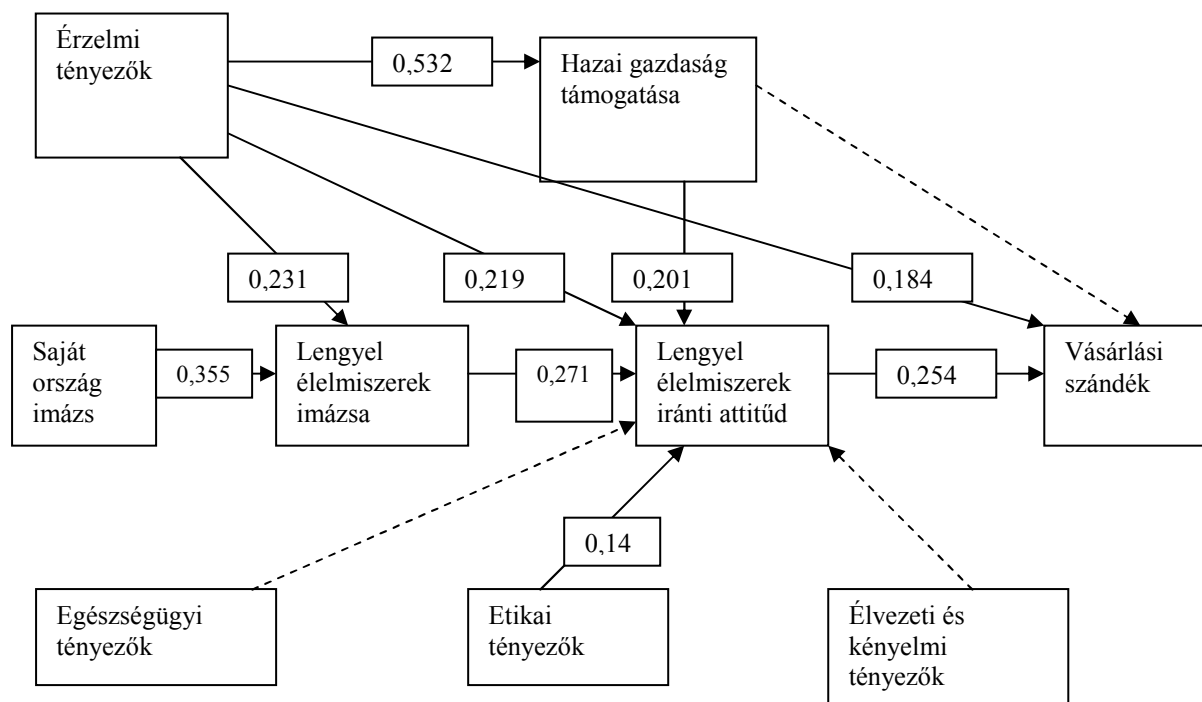 Érzelmi
tényezők
0,532
Hazai gazdaság
támogatása
0,231
0,219
0,201
0,184
Saját
ország
imázs
0,355
Lengyel
élelmiszerek
imázsa
0,271
Lengyel
élelmiszerek
iránti attitűd
0,254
Vásárlási
szándék
0,14
Egészségügyi
tényezők
Etikai
tényezők
Élvezeti és
kényelmi
tényezők